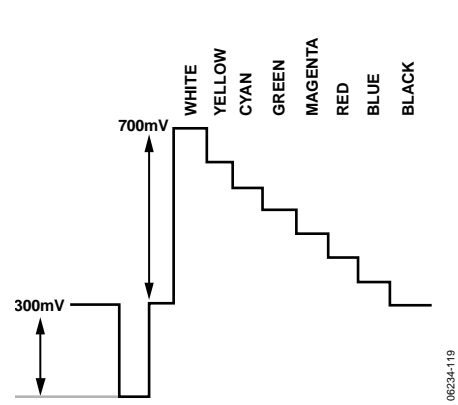 WHITE
YELLOW
CYAN
GREEN
MAGENTA
RED
BLUE
BLACK
700mV
300mV
06234-119